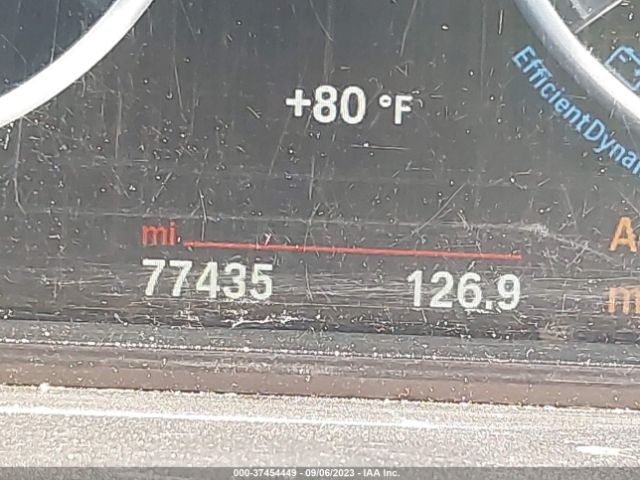 +80 °F
EfficientDyna
mi
77435
126.9
A
m
000-37454449 - 09/06/2023 - IAA Inc.